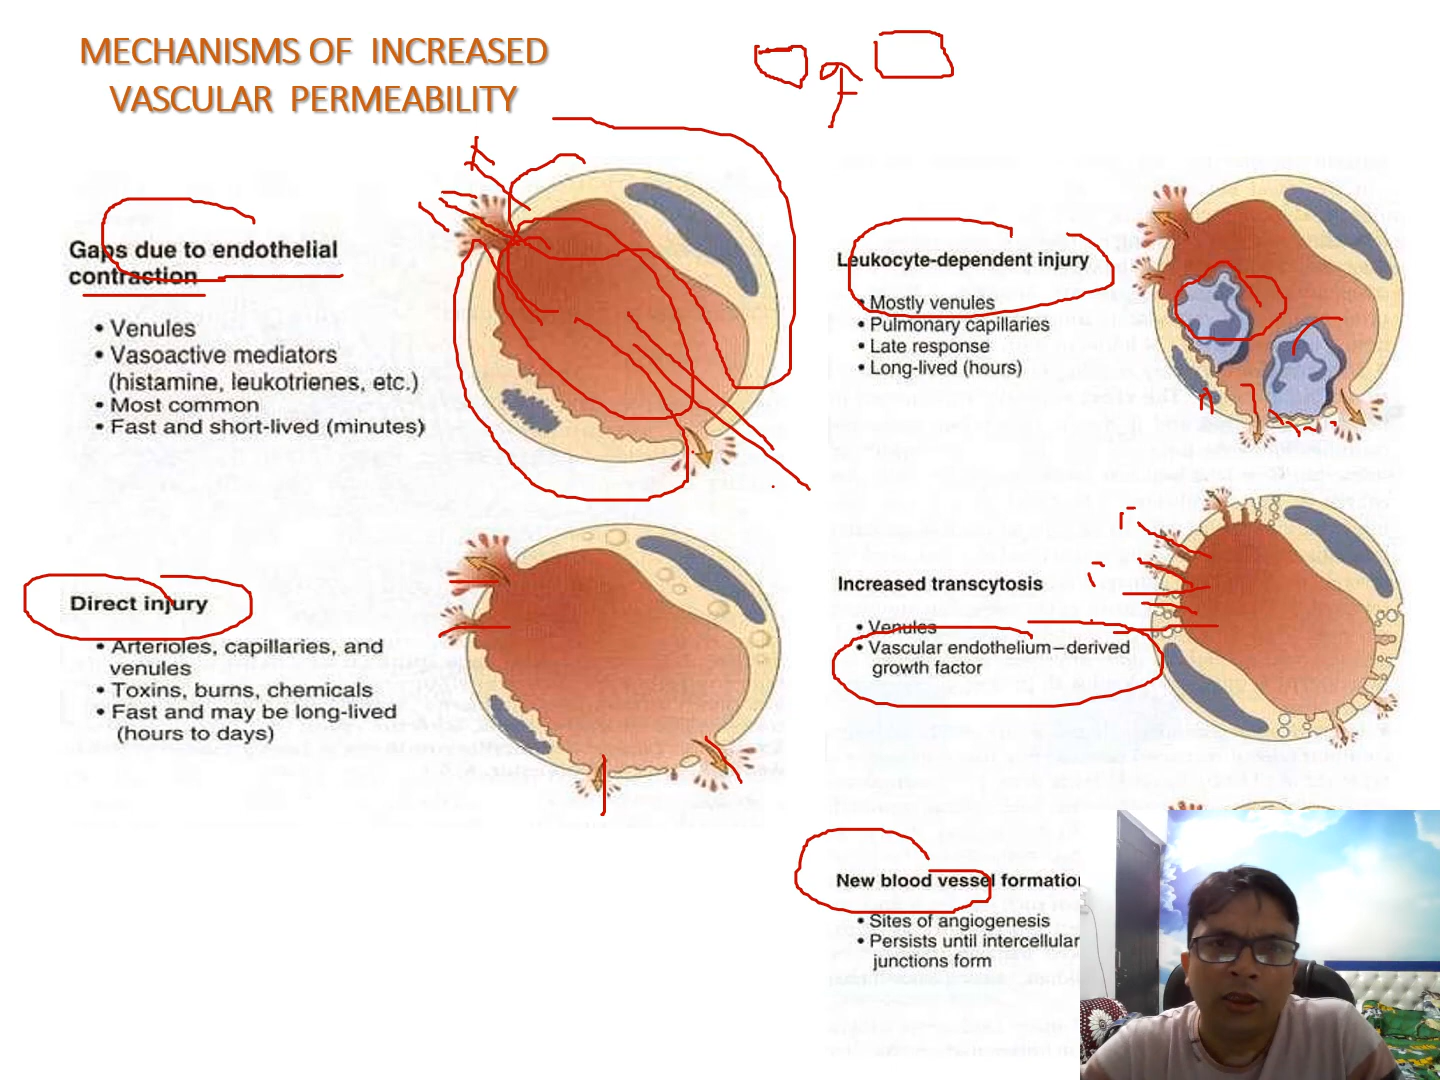 MECHANISMS OF INCREASED
VASCULAR PERMEABILITY
Gaps due to endothelial
contraction
• Venules
• Vasoactive mediators
(histamine, leukotrienes, etc.)
• Most common
• Fast and short-lived (minutes)
Direct injury
• Arterioles, capillaries, and
venules
• Toxins, burns, chemicals
• Fast and may be long-lived
(hours to days)
Leukocyte-dependent injury
• Mostly venules
• Pulmonary capillaries
• Late response
• Long-lived (hours)
Increased transcytosis
• Venules
• Vascular endothelium–derived
growth factor
New blood vessel formation
• Sites of angiogenesis
• Persists until intercellular
junctions form